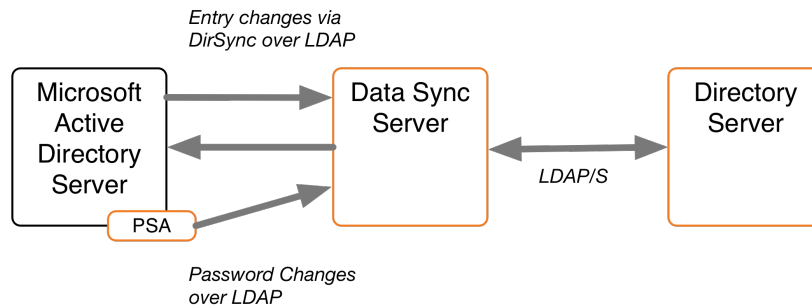 Entry changes via
DirSync over LDAP
Microsoft
Active
Directory
Server
Data Sync
Server
Directory
Server
LDAP/S
PSA
Password Changes
over LDAP